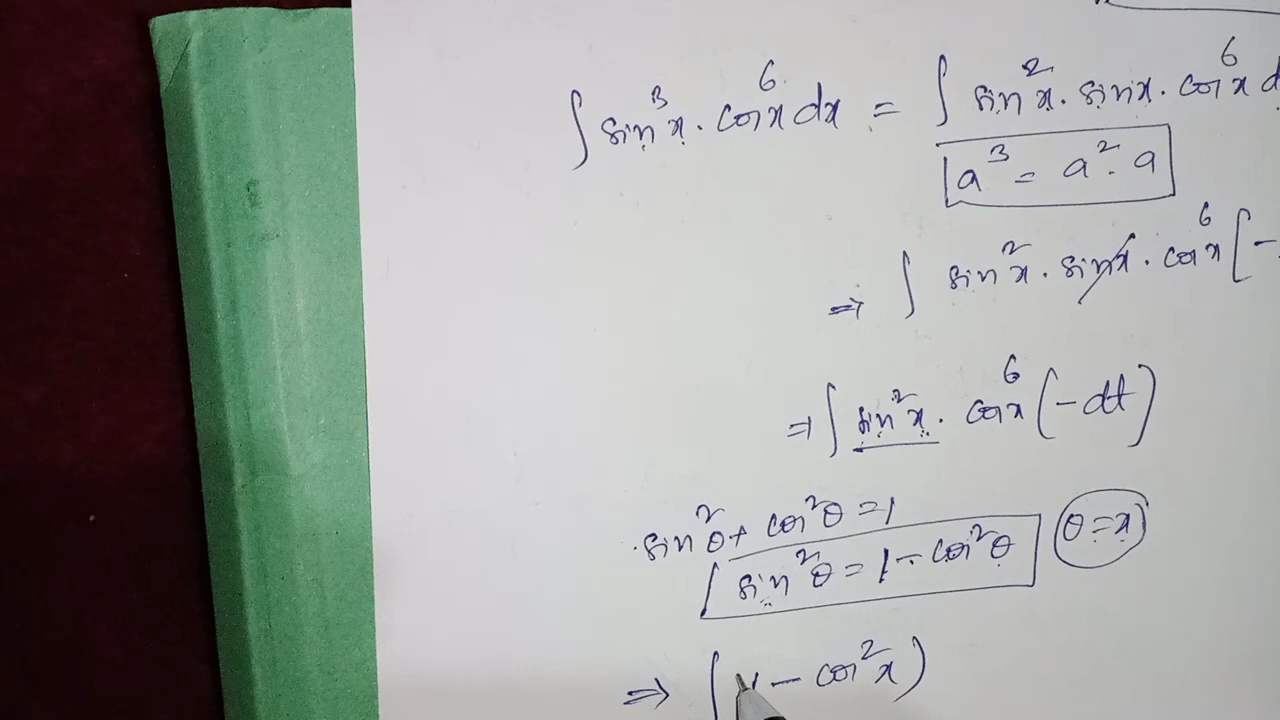 ∫ sin³x . cos⁶x dx = ∫ sin²x . sinx . cos⁶x d
a³ = a² . a
⇒ ∫ sin²x . sinx . cos⁶x [-
⇒ ∫ sin²x . cos⁶x (-dt)
sin²θ + cos²θ = 1
sin²θ = 1 - cos²θ θ = x
⇒ ∫ 1 - cos²x)